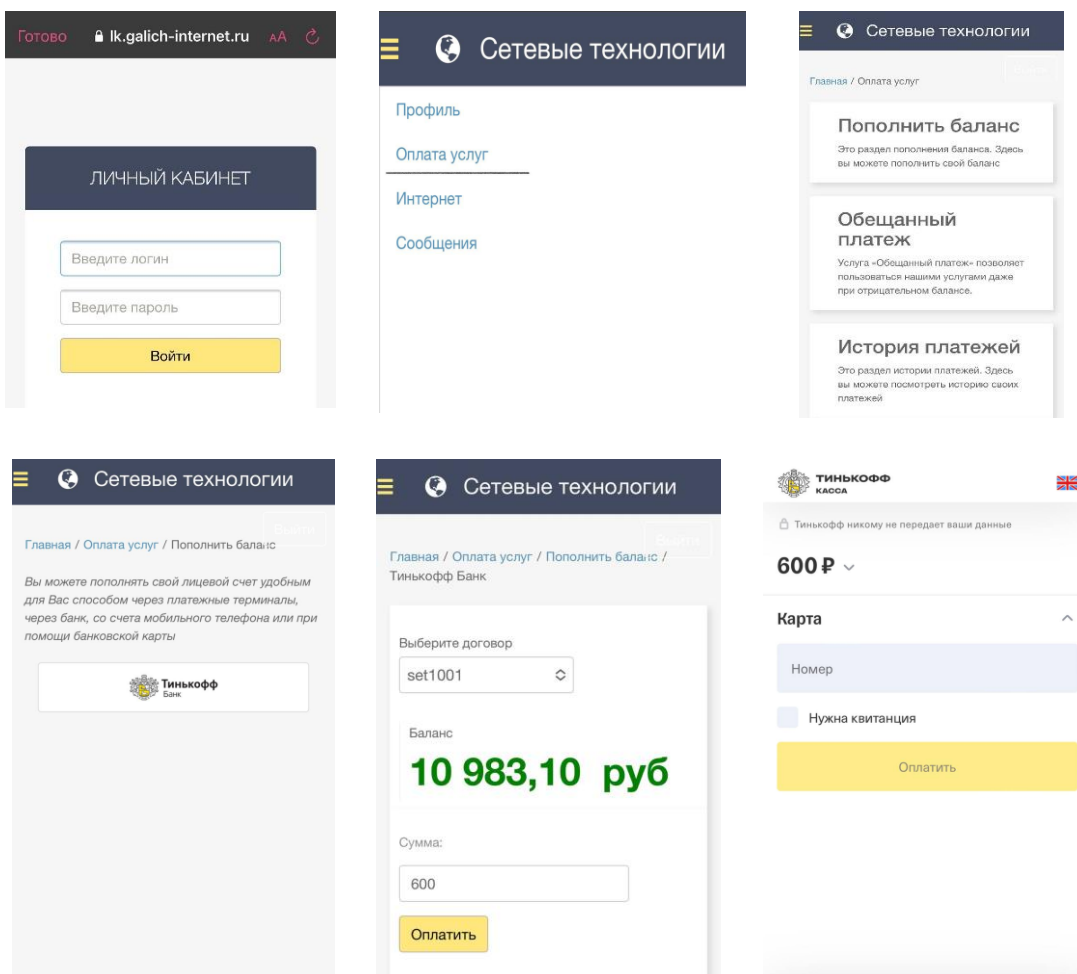 Готово lk.galich-internet.ru AA
ЛИЧНЫЙ КАБИНЕТ
Введите логин
Введите пароль
Войти
Сетевые технологии
Профиль
Оплата услуг
Интернет
Сообщения
Сетевые технологии
Главная / Оплата услуг
Пополнить баланс
Это раздел пополнения баланса. Здесь
вы можете пополнить свой баланс
Обещанный
платеж
Услуга «Обещанный платеж» позволяет
пользоваться нашими услугами даже
при отрицательном балансе.
История платежей
Это раздел истории платежей. Здесь
вы можете посмотреть историю своих
платежей
Сетевые технологии
Выйти
Главная / Оплата услуг / Пополнить баланс
Вы можете пополнять свой лицевой счет удобным
для Вас способом через платежные терминалы,
через банк, со счета мобильного телефона или при
помощи банковской карты
Тинькофф
Банк
Сетевые технологии
Выйти
Главная / Оплата услуг / Пополнить баланс /
Тинькофф Банк
Выберите договор
set1001
Баланс
10 983,10 руб
Сумма:
600
Оплатить
ТИНЬКОФФ
КАССА
Тинькофф никому не передает ваши данные
600 ₽
Карта
Номер
Нужна квитанция
Оплатить